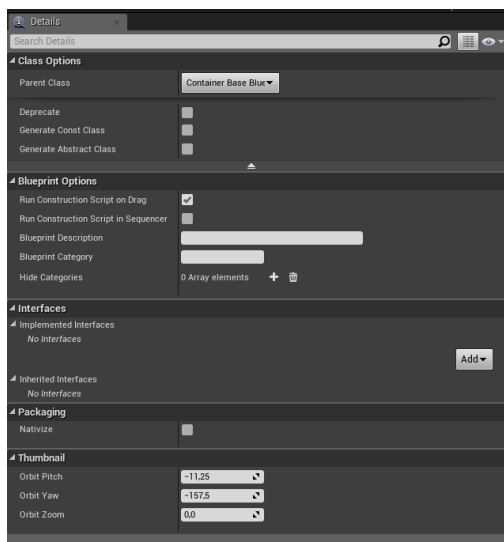 Details
Search Details
Class Options
Parent Class Container Base Blue
Deprecate
Generate Const Class
Generate Abstract Class
Blueprint Options
Run Construction Script on Drag
Run Construction Script in Sequencer
Blueprint Description
Blueprint Category
Hide Categories 0 Array elements
Interfaces
Implemented Interfaces
No Interfaces
Add
Inherited Interfaces
No Interfaces
Packaging
Nativize
Thumbnail
Orbit Pitch -11,25
Orbit Yaw -157,5
Orbit Zoom 0,0